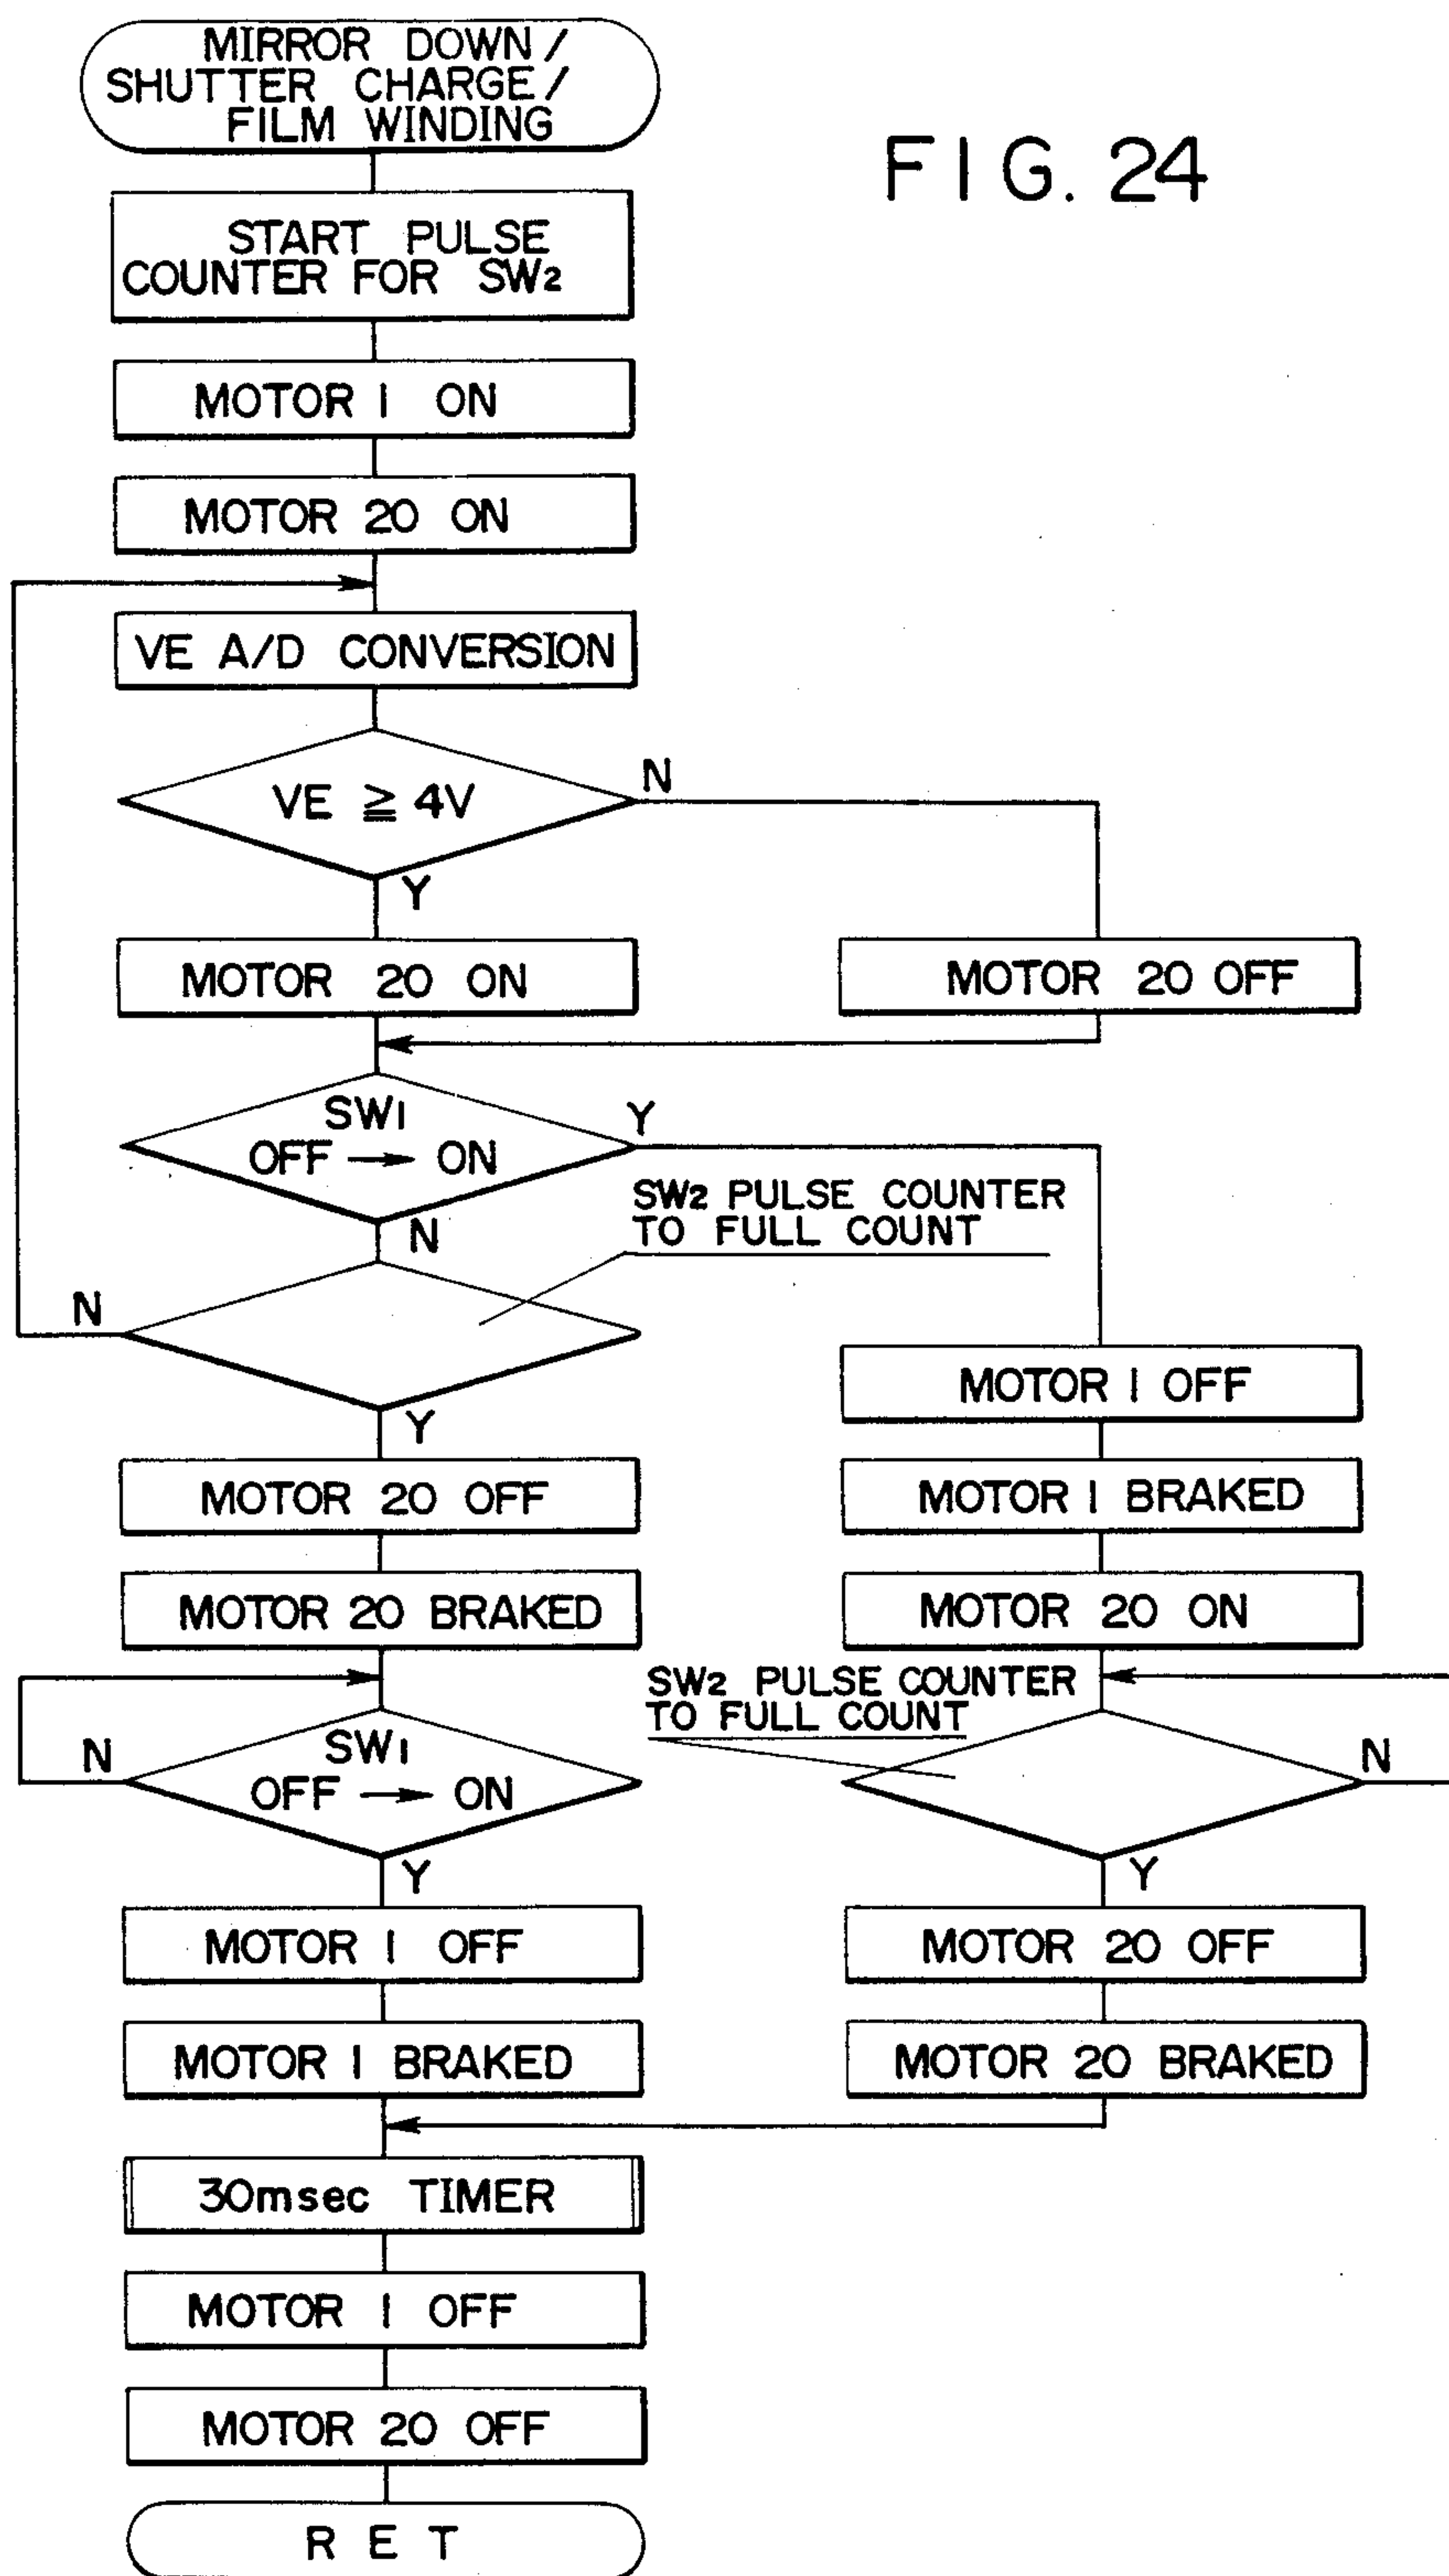 MIRROR DOWN /
SHUTTER CHARGE /
FILM WINDING
FIG. 24
START PULSE
COUNTER FOR SW2
MOTOR 1 ON
MOTOR 20 ON
VE A/D CONVERSION
VE ≧ 4V
N
Y
MOTOR 20 ON
MOTOR 20 OFF
SW1
OFF → ON
Y
N
SW2 PULSE COUNTER
TO FULL COUNT
N
Y
MOTOR 1 OFF
MOTOR 20 OFF
MOTOR 1 BRAKED
MOTOR 20 BRAKED
MOTOR 20 ON
SW2 PULSE COUNTER
TO FULL COUNT
SW1
OFF → ON
N
Y
N
Y
MOTOR 1 OFF
MOTOR 20 OFF
MOTOR 1 BRAKED
MOTOR 20 BRAKED
30msec TIMER
MOTOR 1 OFF
MOTOR 20 OFF
RET